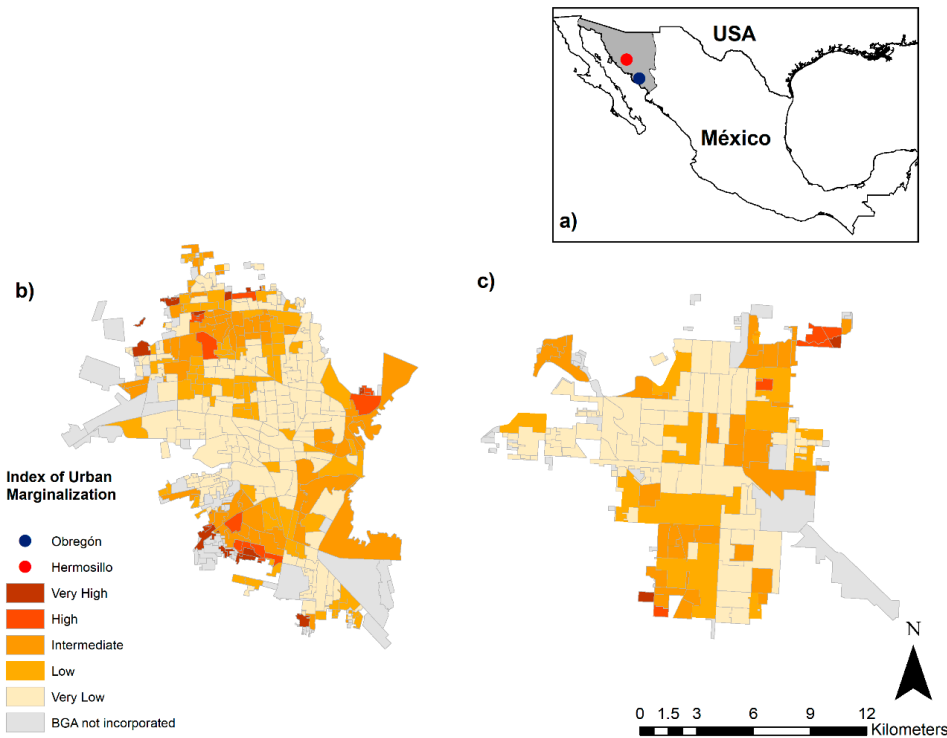 USA
México
a)
b)
c)
Index of Urban
Marginalization
Obregón
Hermosillo
Very High
High
Intermediate
Low
Very Low
BGA not incorporated
N
0 1.5 3 6 9 12
Kilometers